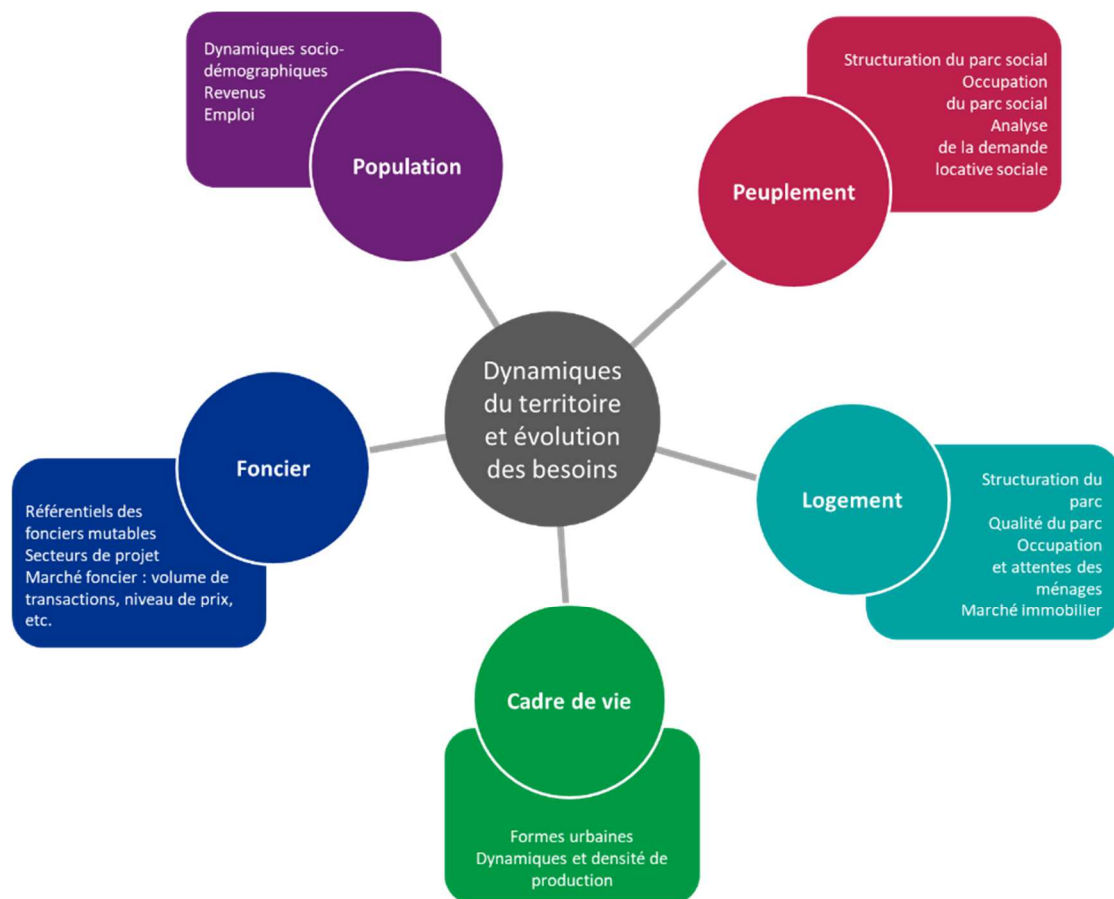 Dynamiques socio-
démographiques
Revenus
Emploi
Population
Structuration du parc social
Occupation
du parc social
Analyse
de la demande
locative sociale
Peuplement
Dynamiques
du territoire
et évolution
des besoins
Foncier
Référentiels des
fonciers mutables
Secteurs de projet
Marché foncier : volume de
transactions, niveau de prix,
etc.
Logement
Structuration du
parc
Qualité du parc
Occupation
et attentes des
ménages
Marché immobilier
Cadre de vie
Formes urbaines
Dynamiques et densité de
production